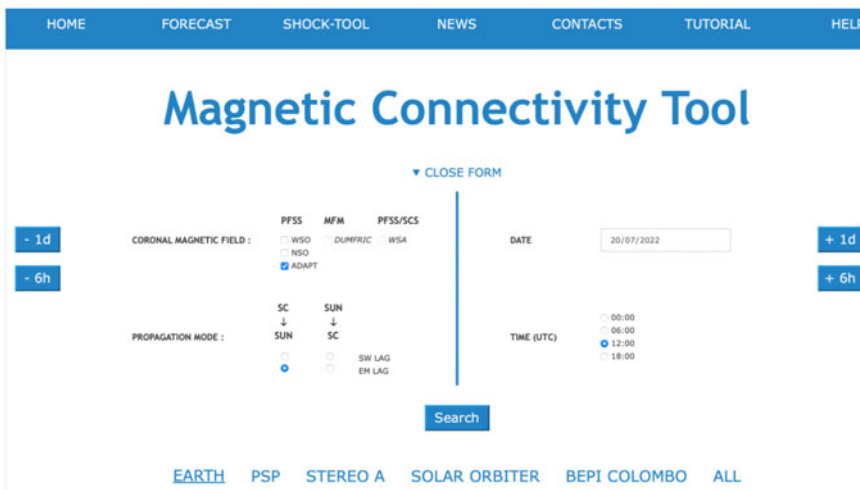 HOME FORECAST SHOCK-TOOL NEWS CONTACTS TUTORIAL HELP
Magnetic Connectivity Tool
▼ CLOSE FORM
PFSS MFM PFSS/SCS
- 1d
CORONAL MAGNETIC FIELD :
WSO DUMFRIC WSA
NSO
ADAPT
DATE
20/07/2022
+ 1d
- 6h
+ 6h
SC SUN
↓ ↓
SUN SC
PROPAGATION MODE :
SW LAG
EM LAG
TIME (UTC)
00:00
06:00
12:00
18:00
Search
EARTH PSP STEREO A SOLAR ORBITER BEPI COLOMBO ALL